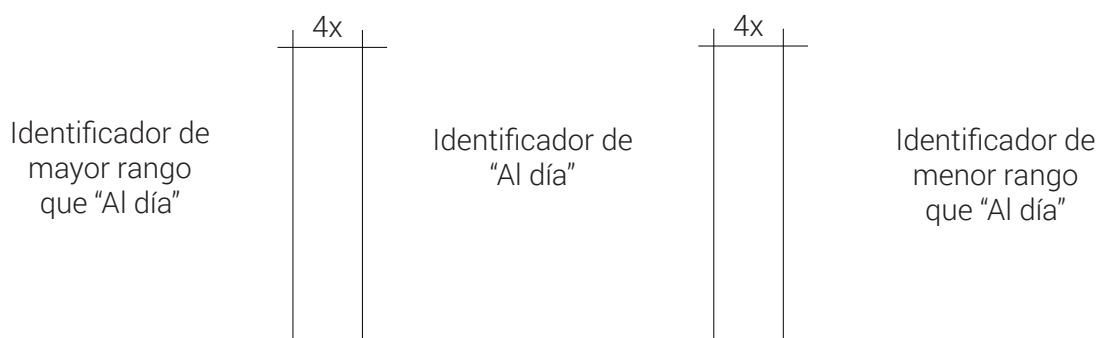 4x
4x
Identificador de
mayor rango
que “Al día”
Identificador de
“Al día”
Identificador de
menor rango
que “Al día”